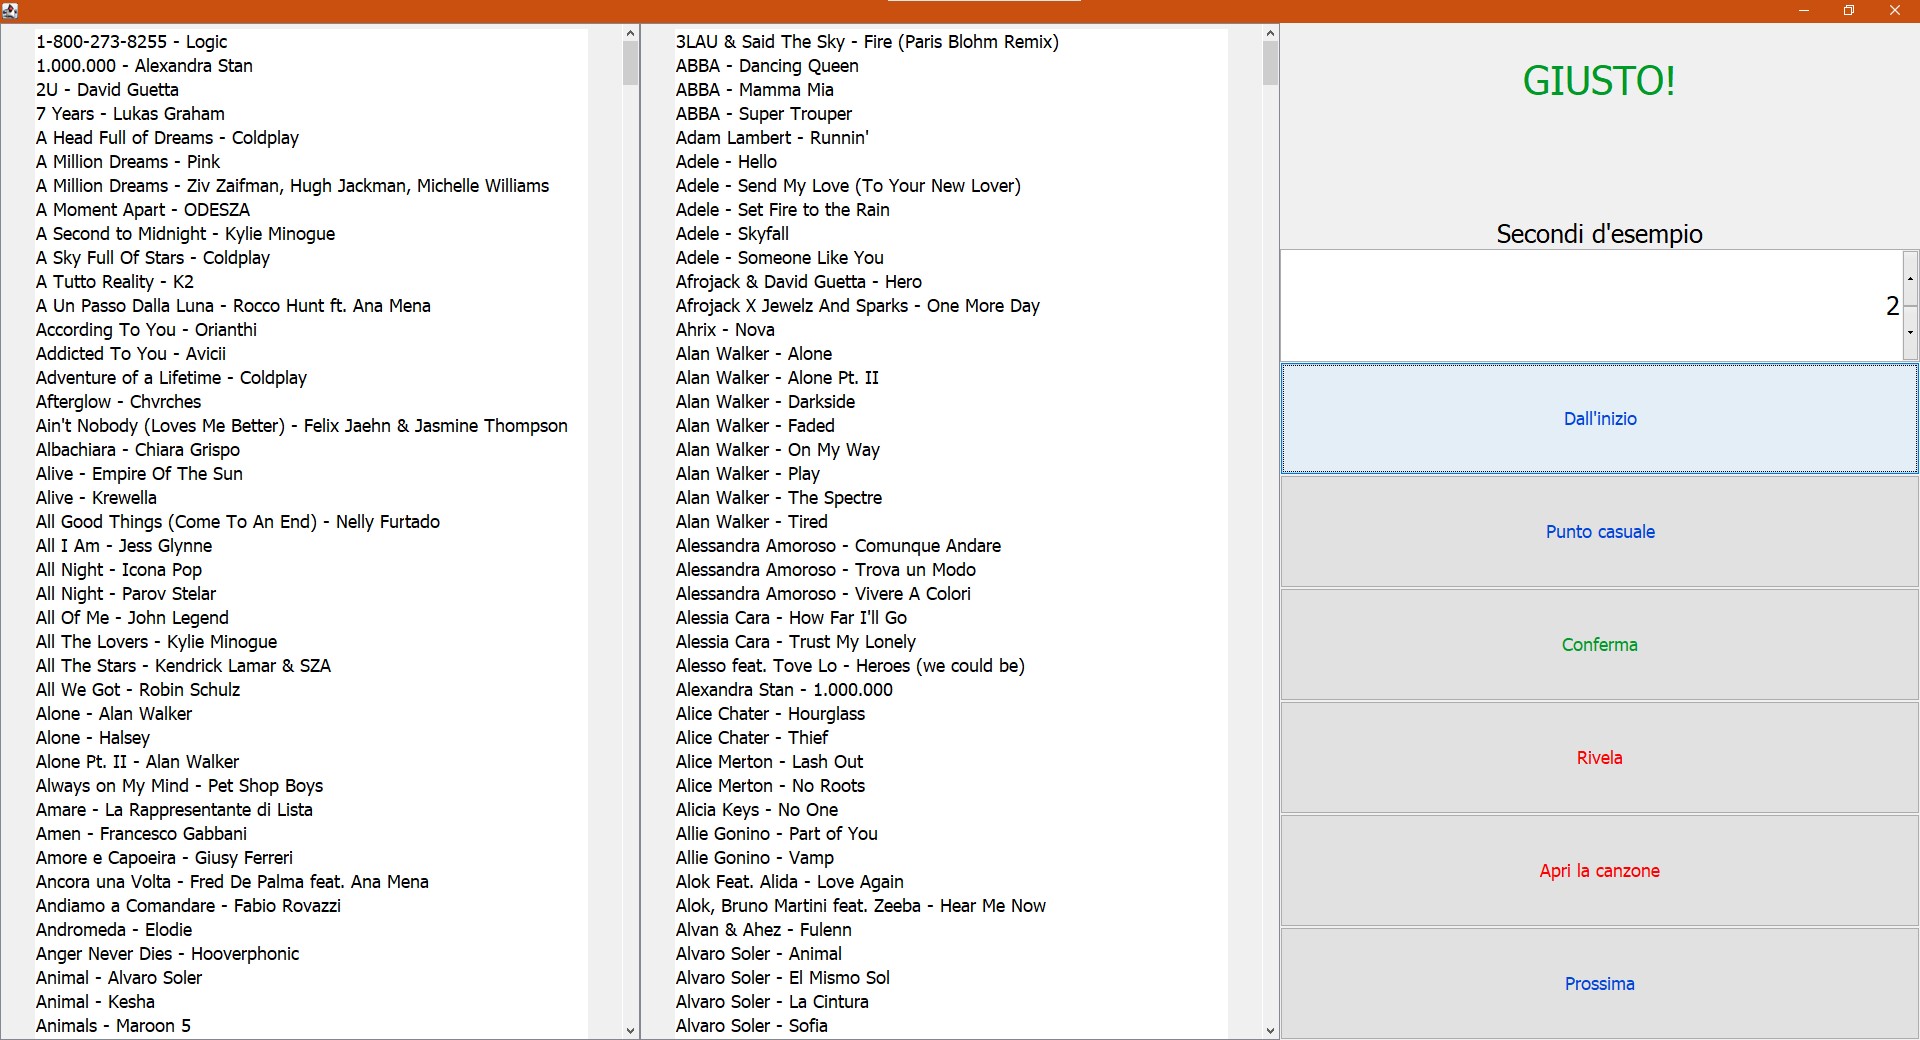 1-800-273-8255 - Logic
1.000.000 - Alexandra Stan
2U - David Guetta
7 Years - Lukas Graham
A Head Full of Dreams - Coldplay
A Million Dreams - Pink
A Million Dreams - Ziv Zaifman, Hugh Jackman, Michelle Williams
A Moment Apart - ODESZA
A Second to Midnight - Kylie Minogue
A Sky Full Of Stars - Coldplay
A Tutto Reality - K2
A Un Passo Dalla Luna - Rocco Hunt ft. Ana Mena
According To You - Orianthi
Addicted To You - Avicii
Adventure of a Lifetime - Coldplay
Afterglow - Chvrches
Ain't Nobody (Loves Me Better) - Felix Jaehn & Jasmine Thompson
Albachiara - Chiara Grispo
Alive - Empire Of The Sun
Alive - Krewella
All Good Things (Come To An End) - Nelly Furtado
All I Am - Jess Glynne
All Night - Icona Pop
All Night - Parov Stelar
All Of Me - John Legend
All The Lovers - Kylie Minogue
All The Stars - Kendrick Lamar & SZA
All We Got - Robin Schulz
Alone - Alan Walker
Alone - Halsey
Alone Pt. II - Alan Walker
Always on My Mind - Pet Shop Boys
Amare - La Rappresentante di Lista
Amen - Francesco Gabbani
Amore e Capoeira - Giusy Ferreri
Ancora una Volta - Fred De Palma feat. Ana Mena
Andiamo a Comandare - Fabio Rovazzi
Andromeda - Elodie
Anger Never Dies - Hooverphonic
Animal - Alvaro Soler
Animal - Kesha
Animals - Maroon 5
3LAU & Said The Sky - Fire (Paris Blohm Remix)
ABBA - Dancing Queen
ABBA - Mamma Mia
ABBA - Super Trouper
Adam Lambert - Runnin'
Adele - Hello
Adele - Send My Love (To Your New Lover)
Adele - Set Fire to the Rain
Adele - Skyfall
Adele - Someone Like You
Afrojack & David Guetta - Hero
Afrojack X Jewelz And Sparks - One More Day
Ahrix - Nova
Alan Walker - Alone
Alan Walker - Alone Pt. II
Alan Walker - Darkside
Alan Walker - Faded
Alan Walker - On My Way
Alan Walker - Play
Alan Walker - The Spectre
Alan Walker - Tired
Alessandra Amoroso - Comunque Andare
Alessandra Amoroso - Trova un Modo
Alessandra Amoroso - Vivere A Colori
Alessia Cara - How Far I'll Go
Alessia Cara - Trust My Lonely
Alesso feat. Tove Lo - Heroes (we could be)
Alexandra Stan - 1.000.000
Alice Chater - Hourglass
Alice Chater - Thief
Alice Merton - Lash Out
Alice Merton - No Roots
Alicia Keys - No One
Allie Gonino - Part of You
Allie Gonino - Vamp
Alok Feat. Alida - Love Again
Alok, Bruno Martini feat. Zeeba - Hear Me Now
Alvan & Ahez - Fulenn
Alvaro Soler - Animal
Alvaro Soler - El Mismo Sol
Alvaro Soler - La Cintura
Alvaro Soler - Sofia
GIUSTO!
Secondi d'esempio
2
Dall'inizio
Punto casuale
Conferma
Rivela
Apri la canzone
Prossima